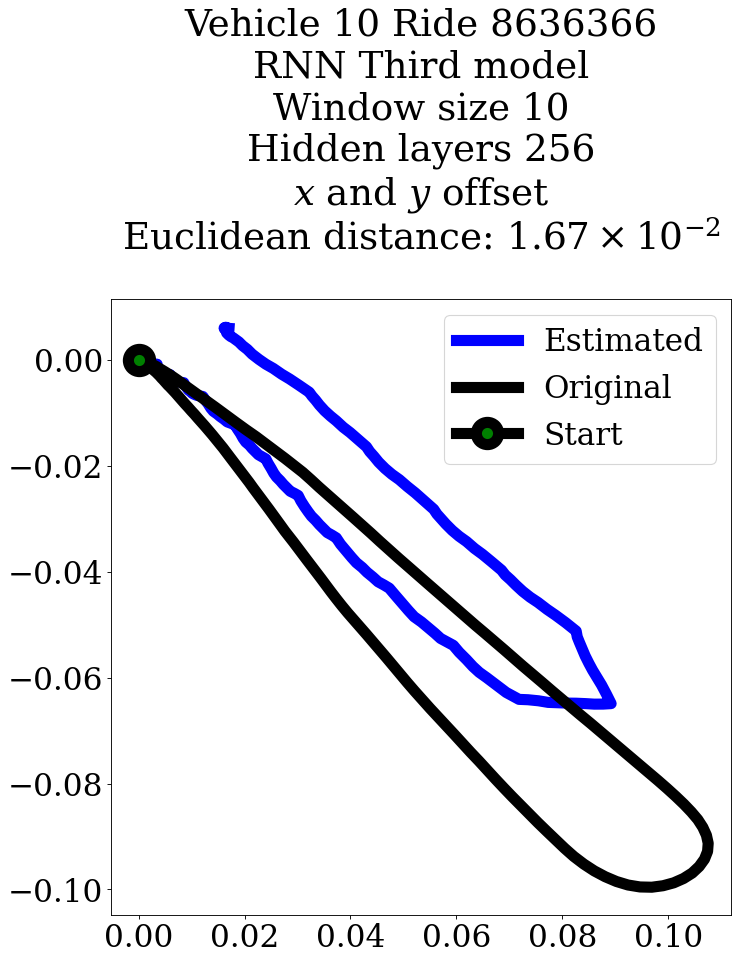 Vehicle 10 Ride 8636366
RNN Third model
Window size 10
Hidden layers 256
x and y offset
Euclidean distance: 1.67 × 10⁻²
Estimated
Original
Start
0.00
−0.02
−0.04
−0.06
−0.08
−0.10
0.00 0.02 0.04 0.06 0.08 0.10